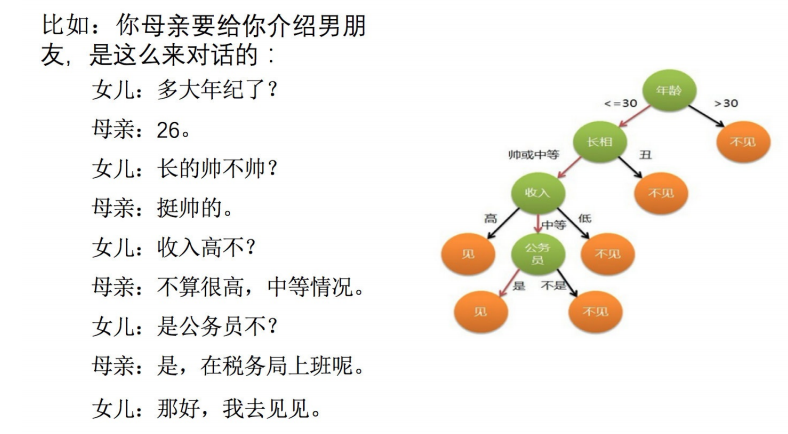 比如：你母亲要给你介绍男朋
友，是这么来对话的：
女儿：多大年纪了？
母亲：26。
女儿：长的帅不帅？
母亲：挺帅的。
女儿：收入高不？
母亲：不算很高，中等情况。
女儿：是公务员不？
母亲：是，在税务局上班呢。
女儿：那好，我去见见。
年龄
<=30
>30
长相
不见
帅或中等
丑
收入
不见
高
中等
低
见
公务
员
不见
是
不是
见
不见